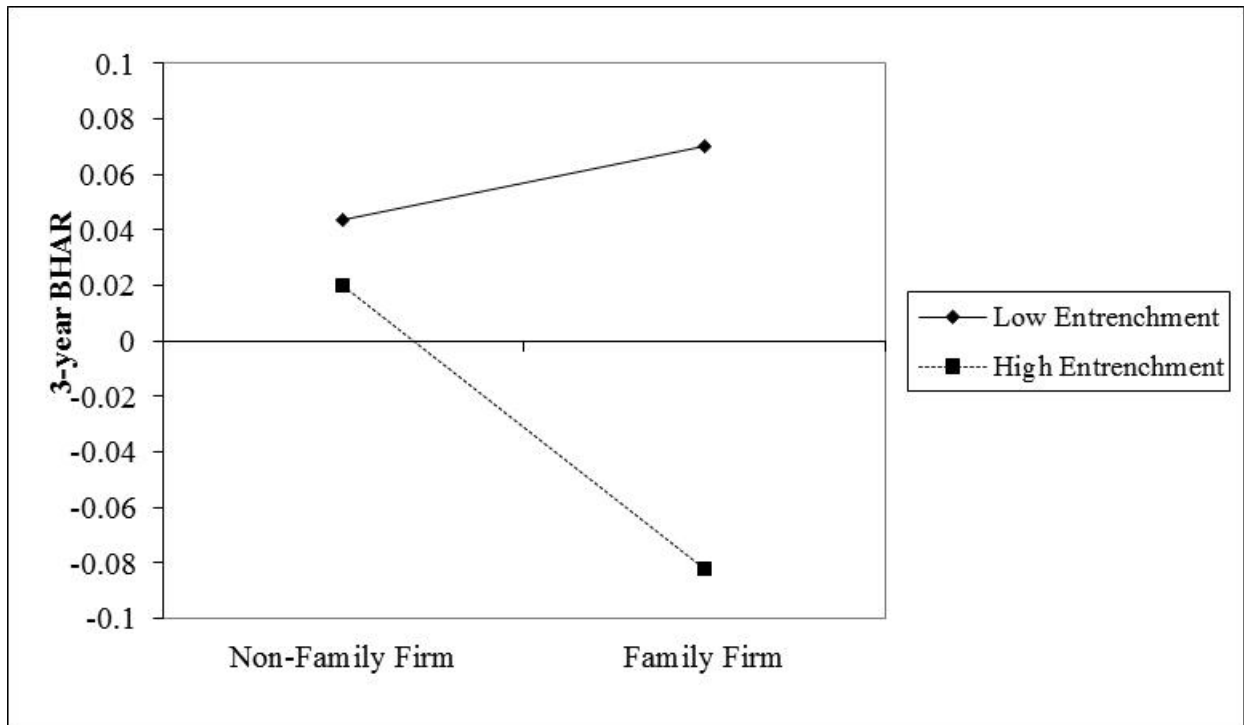 3-year BHAR
0.1
0.08
0.06
0.04
0.02
0
-0.02
-0.04
-0.06
-0.08
-0.1
Non-Family Firm
Family Firm
Low Entrenchment
High Entrenchment